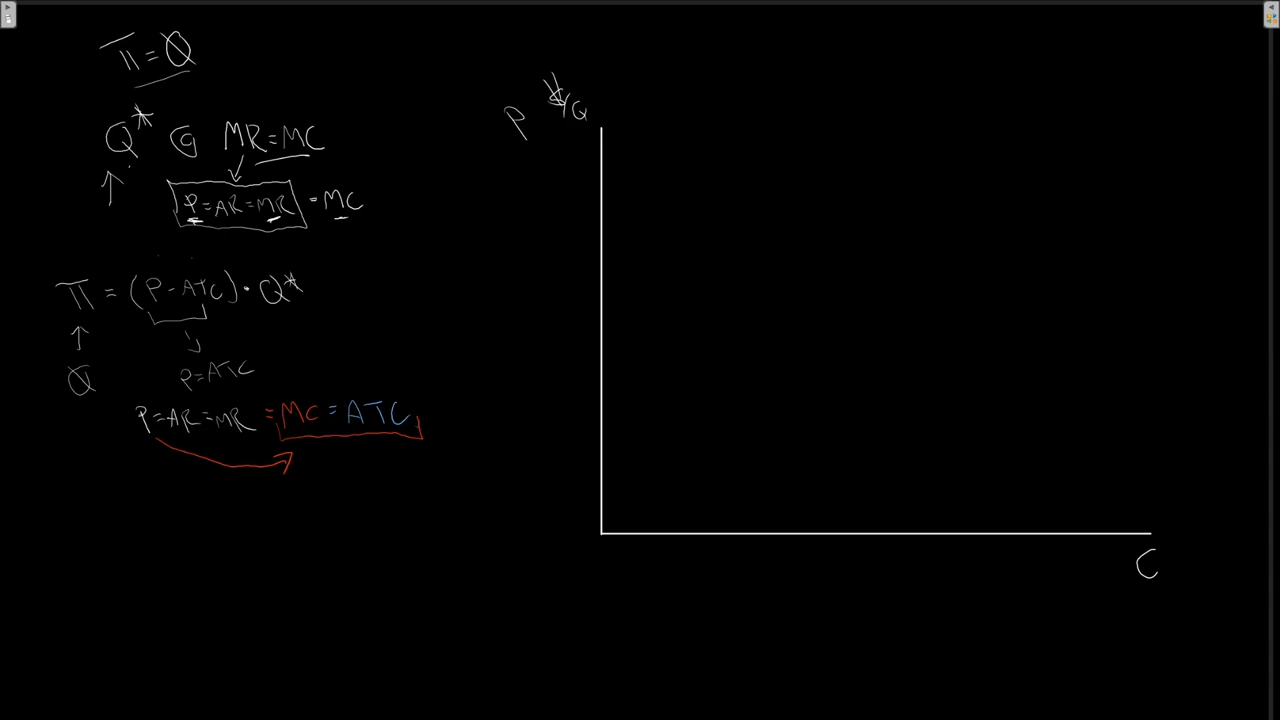 π = 0
Q* @ MR = MC
P = AR = MR = MC
π = (P - ATC) · Q*
0
P = ATC
P = AR = MR = MC = ATC
P $/Q
C